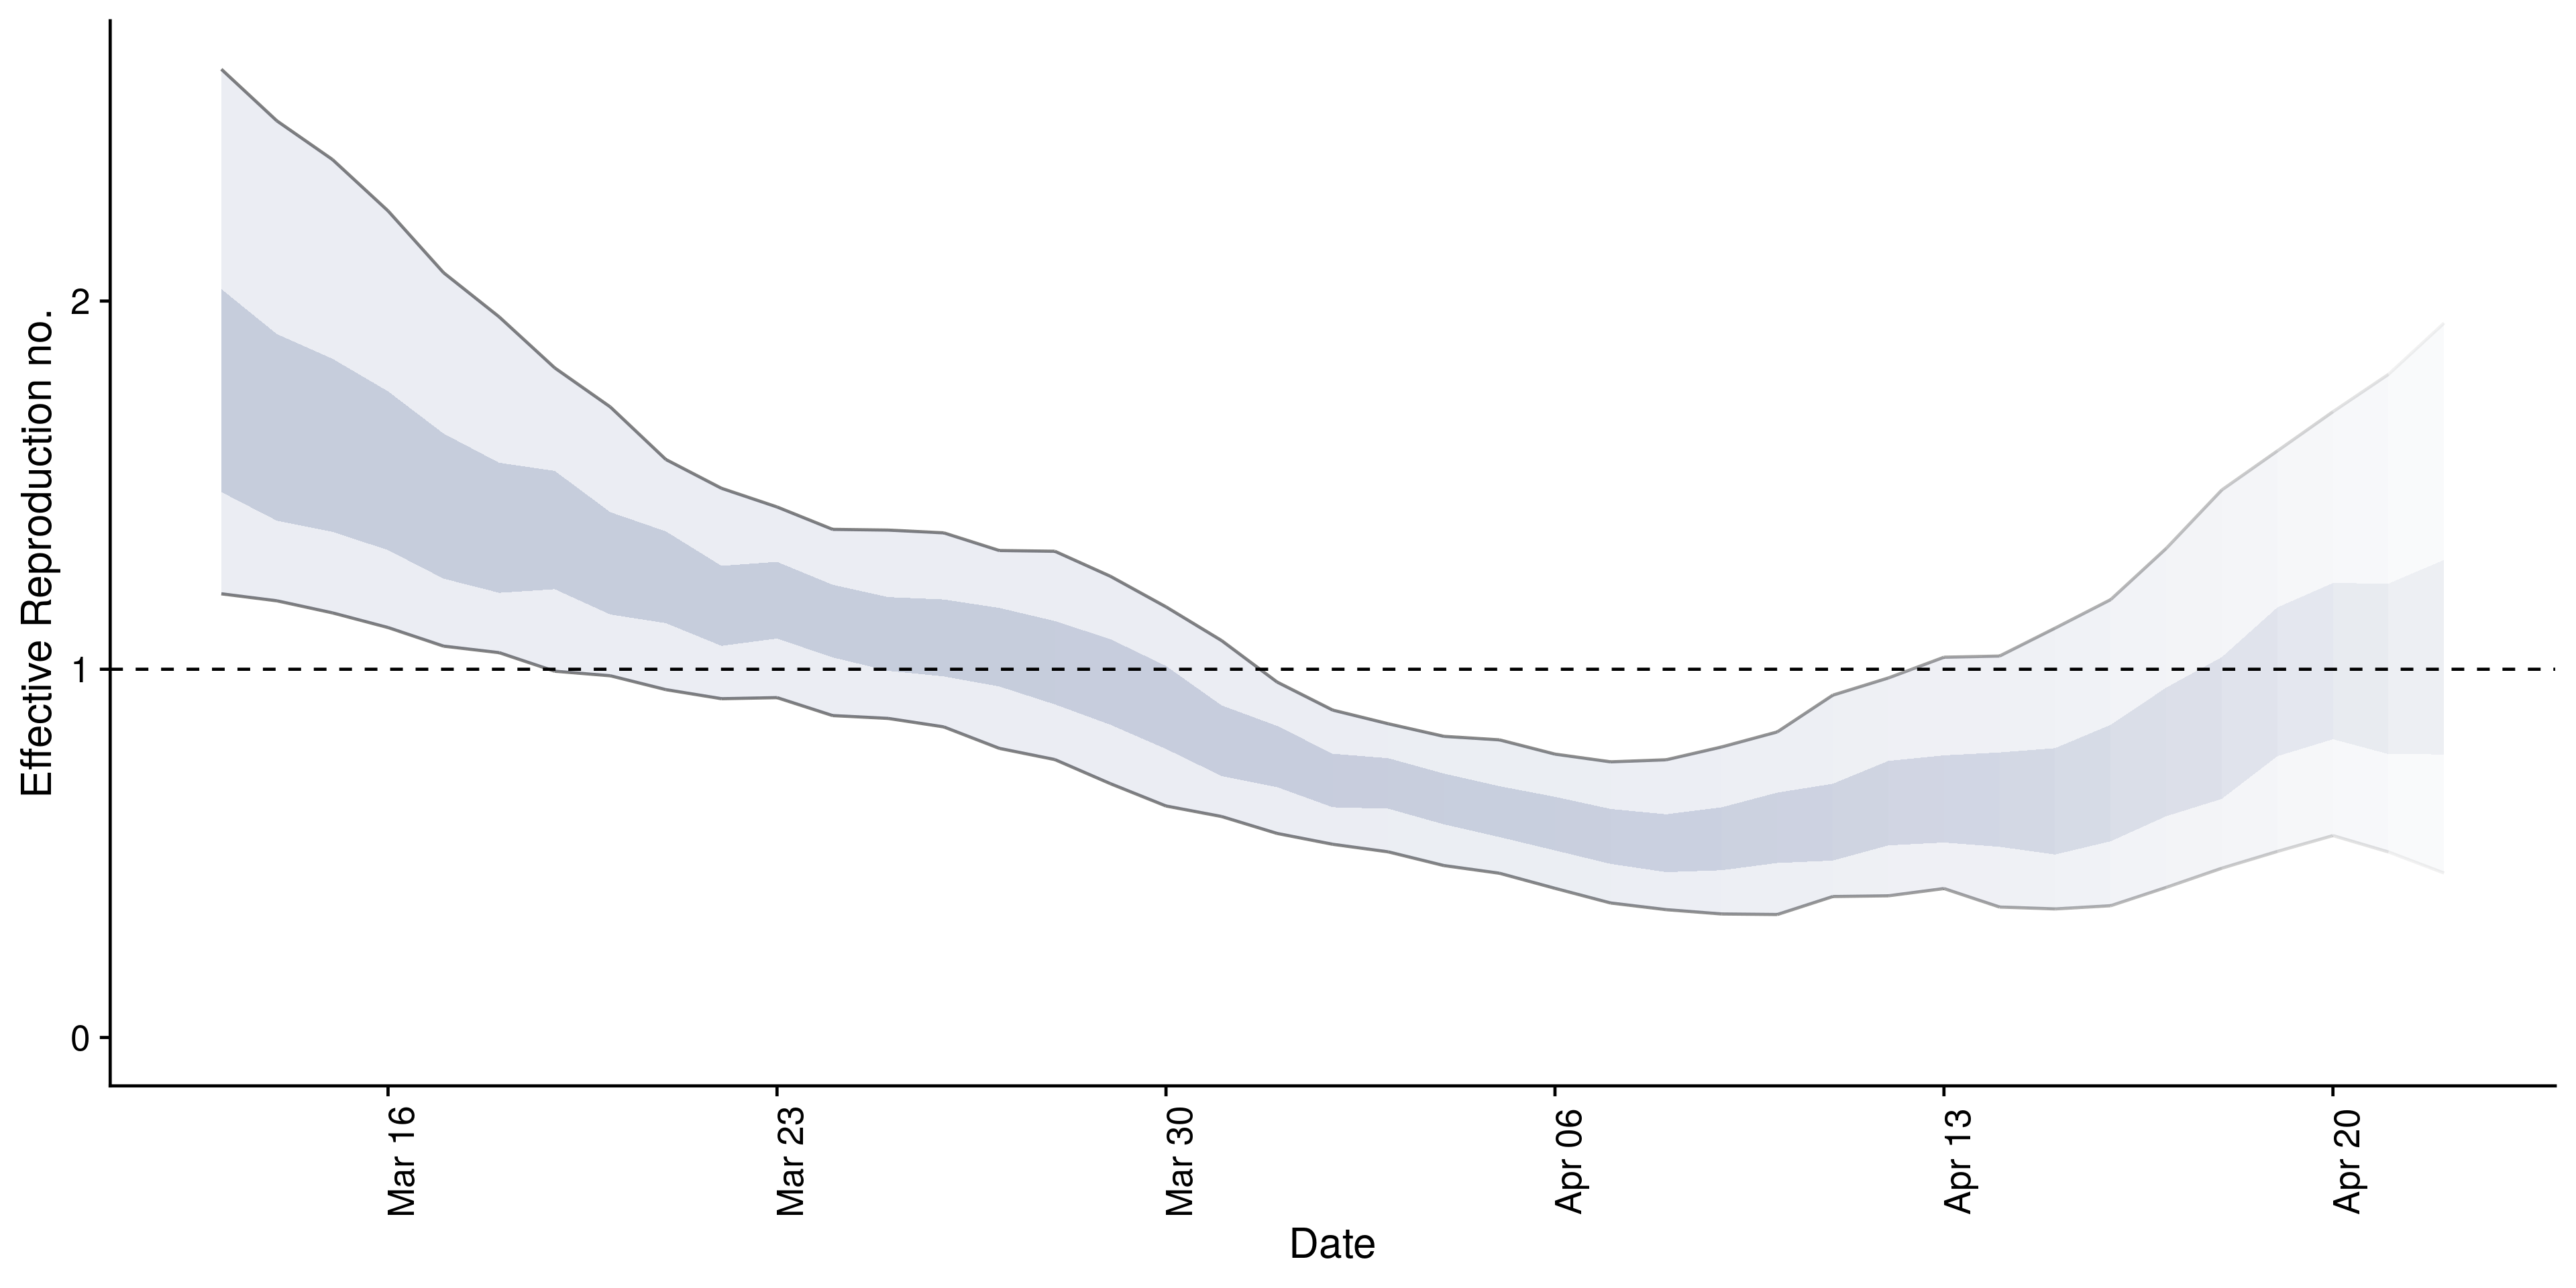 Effective Reproduction no.
2
1
0
Mar 16
Mar 23
Mar 30
Apr 06
Apr 13
Apr 20
Date